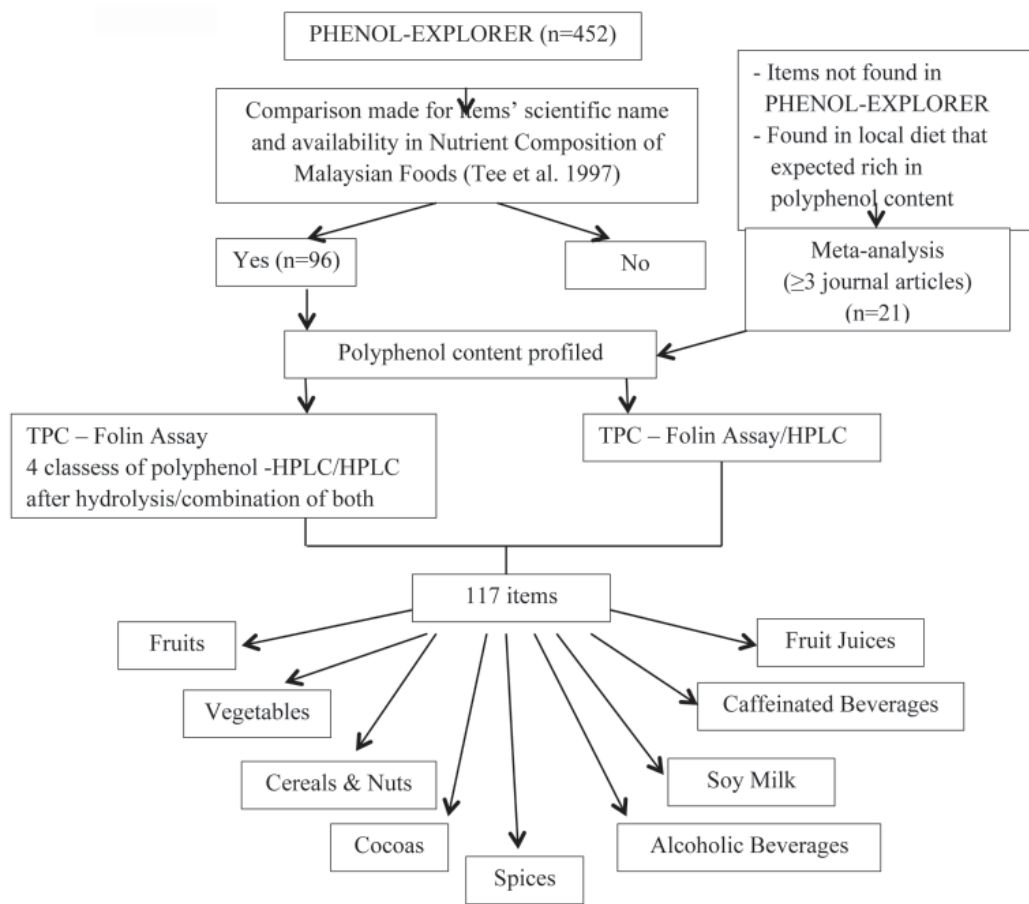 PHENOL-EXPLORER (n=452)
Comparison made for items' scientific name
and availability in Nutrient Composition of
Malaysian Foods (Tee et al. 1997)
- Items not found in
PHENOL-EXPLORER
- Found in local diet that
expected rich in
polyphenol content
Yes (n=96)
No
Meta-analysis
(≥3 journal articles)
(n=21)
Polyphenol content profiled
TPC – Folin Assay
4 classess of polyphenol -HPLC/HPLC
after hydrolysis/combination of both
TPC – Folin Assay/HPLC
117 items
Fruits
Vegetables
Cereals & Nuts
Cocoas
Spices
Alcoholic Beverages
Soy Milk
Caffeinated Beverages
Fruit Juices